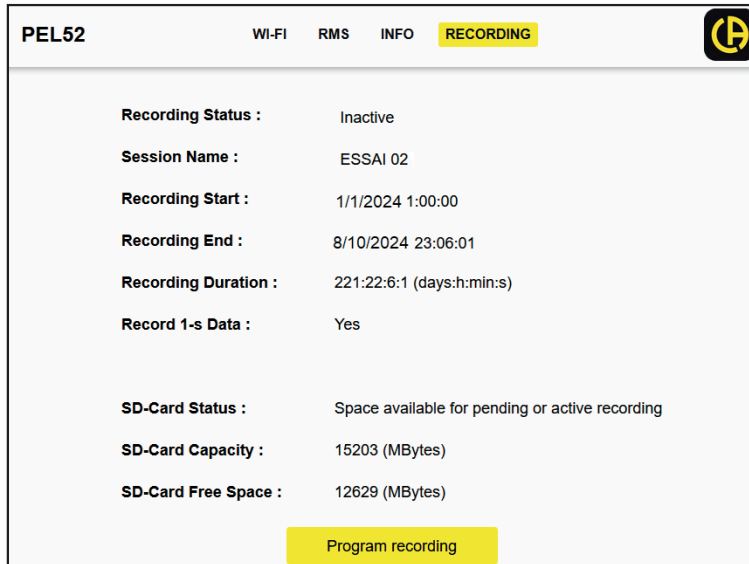 PEL52 WI-FI RMS INFO RECORDING
Recording Status : Inactive
Session Name : ESSAI 02
Recording Start : 1/1/2024 1:00:00
Recording End : 8/10/2024 23:06:01
Recording Duration : 221:22:6:1 (days:h:min:s)
Record 1-s Data : Yes
SD-Card Status : Space available for pending or active recording
SD-Card Capacity : 15203 (MBytes)
SD-Card Free Space : 12629 (MBytes)
Program recording